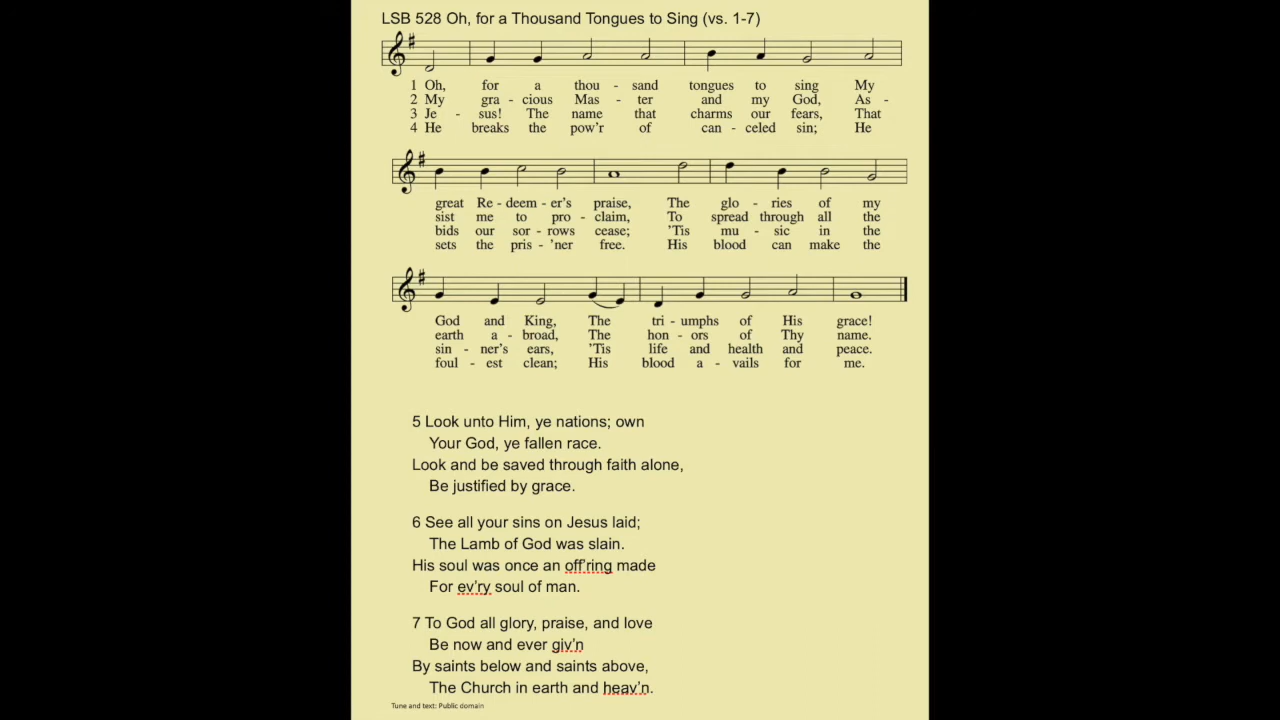 LSB 528 Oh, for a Thousand Tongues to Sing (vs. 1-7)
1 Oh, for a thou - sand tongues to sing My
2 My gra - cious Mas - ter and my God, As -
3 Je - sus! The name that charms our fears, That
4 He breaks the pow'r of can - celed sin; He
great Re - deem - er's praise, The glo - ries of my
sist me to pro - claim, To spread through all the
bids our sor - rows cease; 'Tis mu - sic in the
sets the pris - 'ner free. His blood can make the
God and King, The tri - umphs of His grace!
earth a - broad, The hon - ors of Thy name.
sin - ner's ears, 'Tis life and health and peace.
foul - est clean; His blood a - vails for me.
5 Look unto Him, ye nations; own
Your God, ye fallen race.
Look and be saved through faith alone,
Be justified by grace.
6 See all your sins on Jesus laid;
The Lamb of God was slain.
His soul was once an off'ring made
For ev'ry soul of man.
7 To God all glory, praise, and love
Be now and ever giv'n
By saints below and saints above,
The Church in earth and heav'n.
Tune and text: Public domain